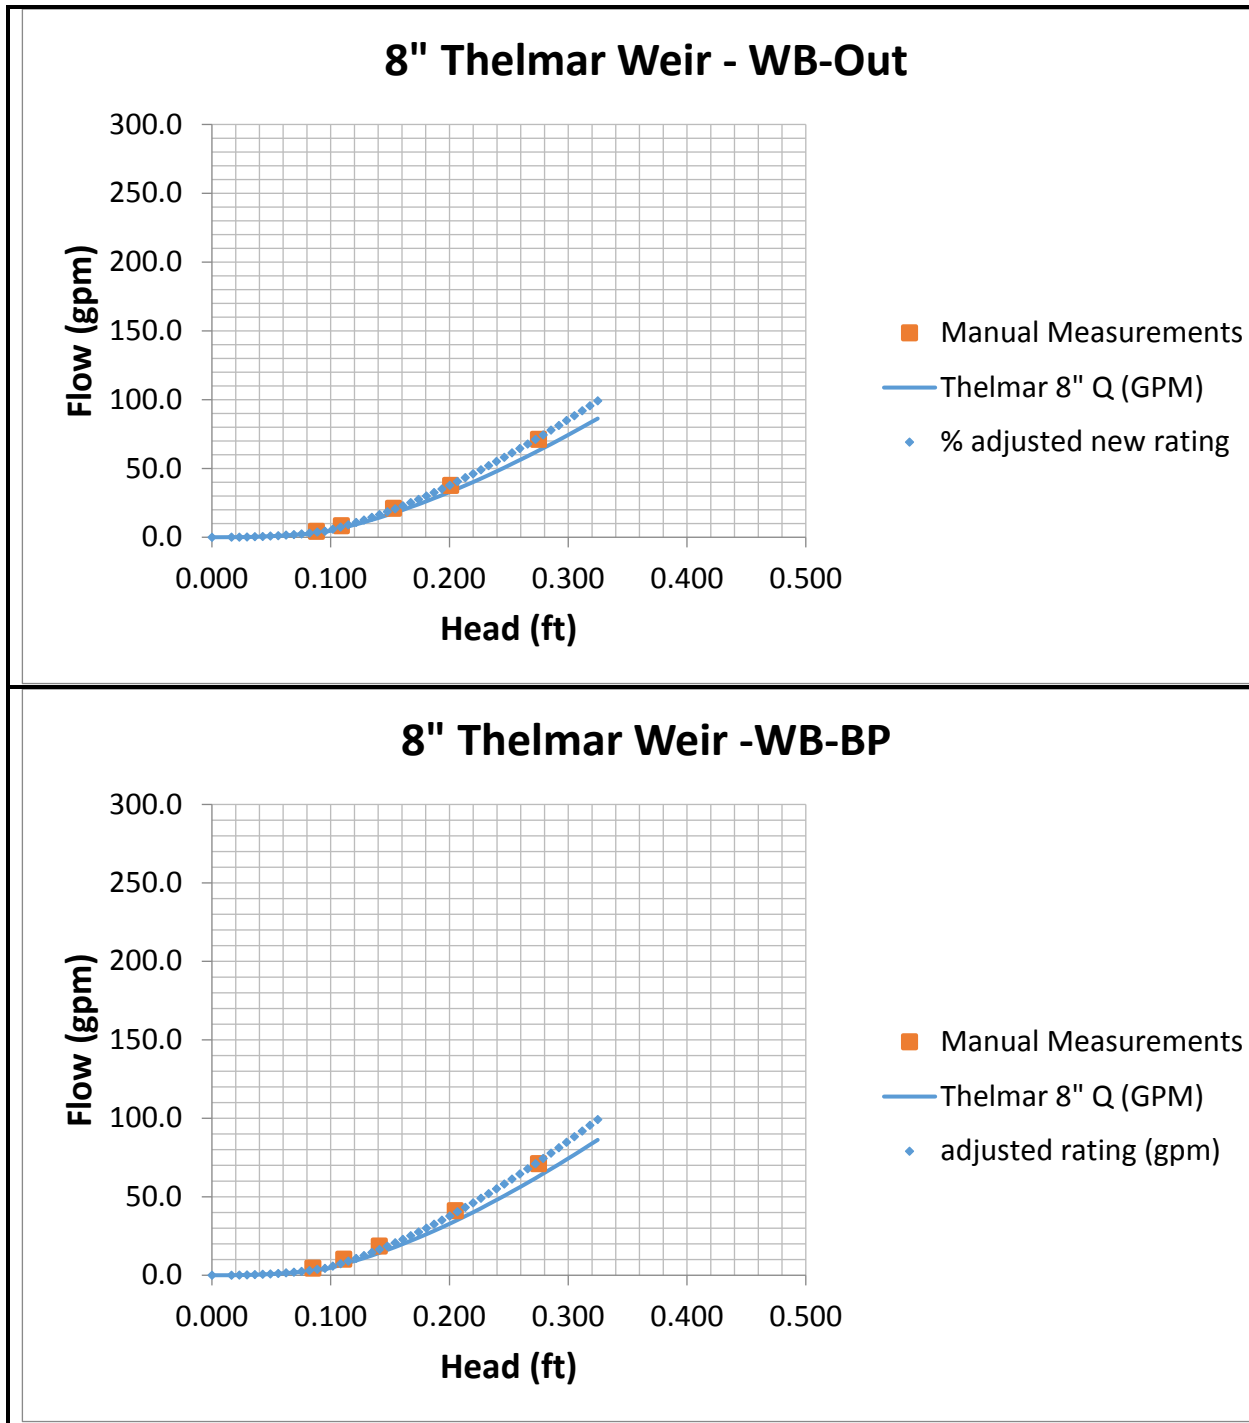 8" Thelmar Weir - WB-Out
300.0
250.0
200.0
150.0
100.0
50.0
0.0
Flow (gpm)
0.000 0.100 0.200 0.300 0.400 0.500
Head (ft)
Manual Measurements
Thelmar 8" Q (GPM)
% adjusted new rating
8" Thelmar Weir -WB-BP
300.0
250.0
200.0
150.0
100.0
50.0
0.0
Flow (gpm)
0.000 0.100 0.200 0.300 0.400 0.500
Head (ft)
Manual Measurements
Thelmar 8" Q (GPM)
adjusted rating (gpm)